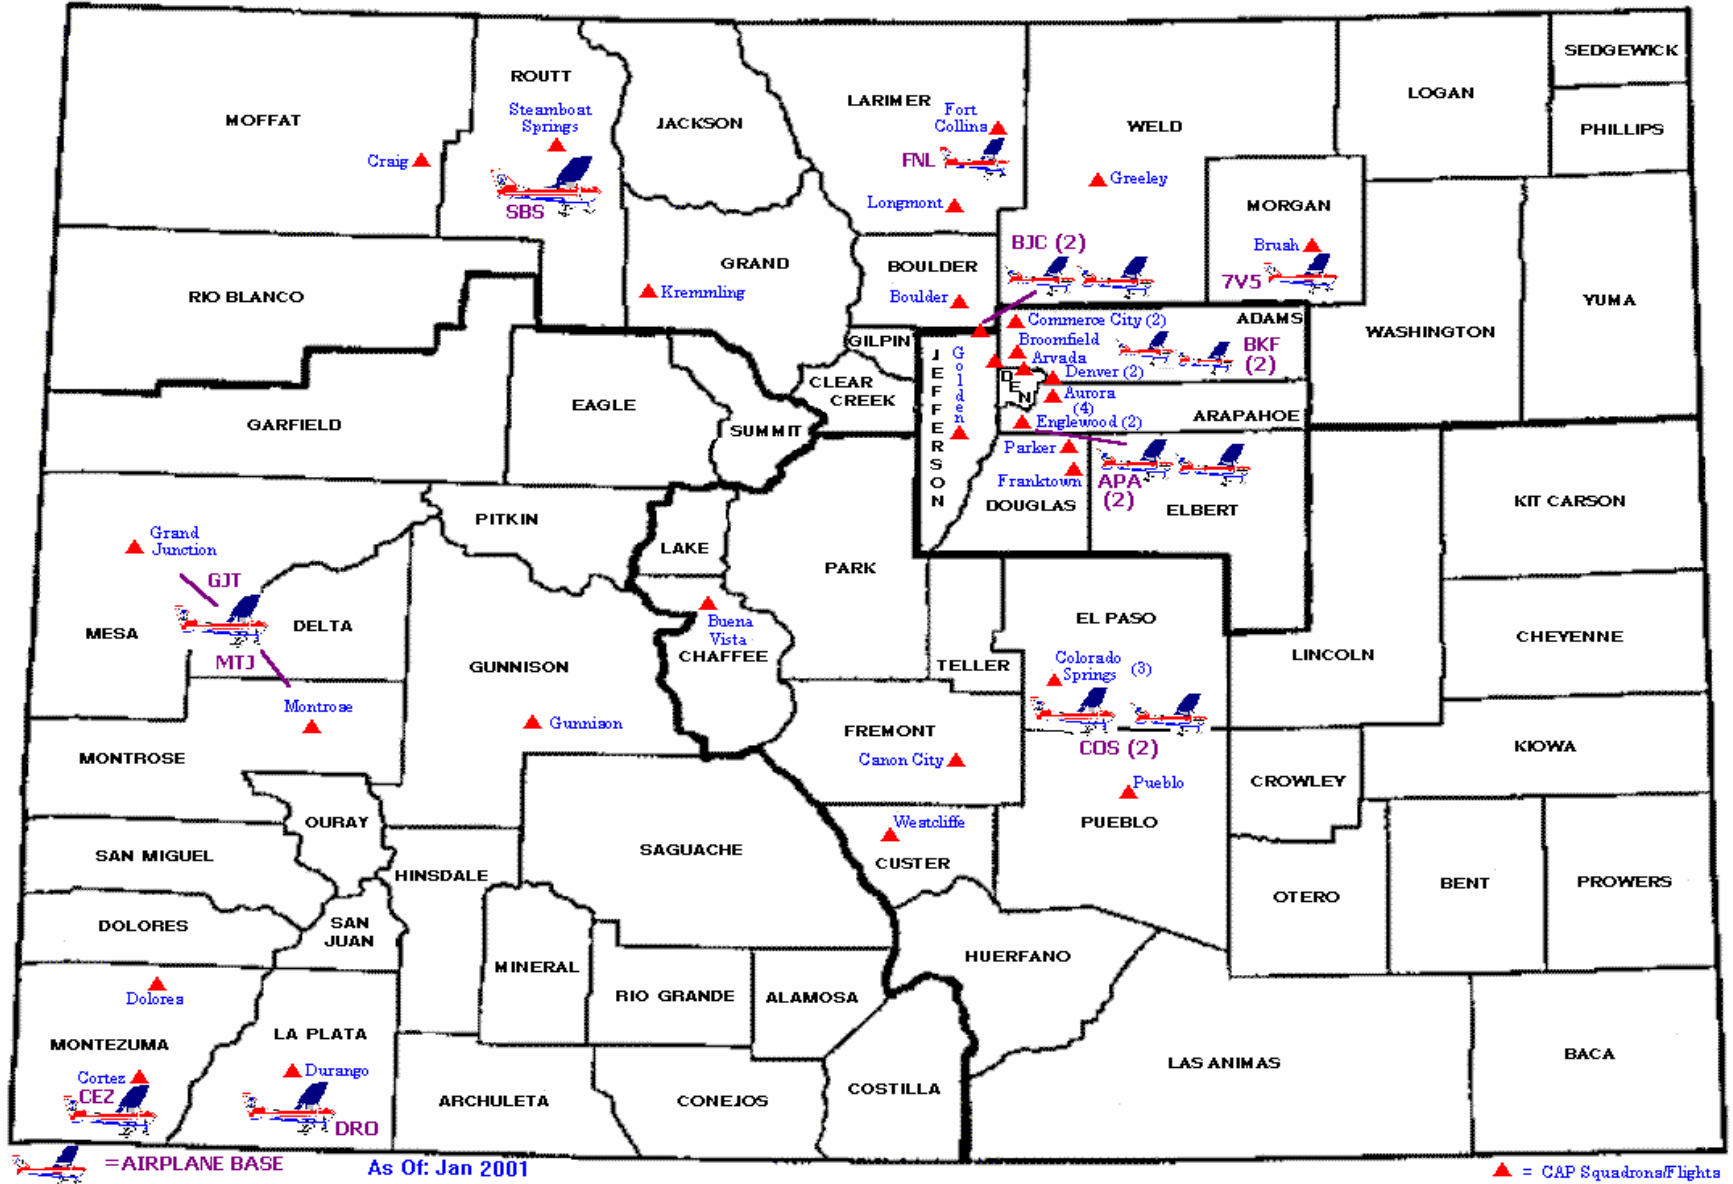 SEDGEWICK
ROUTT
LOGAN
LARIMER
Fort
Collins
Steamboat
Springs
MOFFAT
JACKSON
WELD
PHILLIPS
Craig
FNL
Greeley
SBS
Longmont
MORGAN
BJC (2)
Brush
BOULDER
GRAND
7V5
RIO BLANCO
Kremmling
Boulder
YUMA
ADAMS
Commerce City (2)
WASHINGTON
GILPIN
Broomfield
BKF
(2)
JEFFERSON
Golden
Arvada
DEN
Denver (2)
CLEAR
CREEK
Aurora
(4)
EAGLE
ARAPAHOE
GARFIELD
SUMMIT
Englewood (2)
Parker
Franktown
APA
(2)
DOUGLAS
ELBERT
KIT CARSON
PITKIN
Grand
Junction
LAKE
PARK
GJT
MESA
DELTA
Buena
Vista
EL PASO
CHEYENNE
MTJ
GUNNISON
CHAFFEE
TELLER
Colorado
Springs (3)
LINCOLN
Montrose
Gunnison
FREMONT
COS (2)
KIOWA
MONTROSE
Canon City
CROWLEY
Pueblo
OURAY
Westcliffe
PUEBLO
SAN MIGUEL
SAGUACHE
CUSTER
HINSDALE
BENT
PROWERS
OTERO
DOLORES
SAN
JUAN
HUERFANO
MINERAL
RIO GRANDE
ALAMOSA
Dolores
LA PLATA
MONTEZUMA
LAS ANIMAS
BACA
Cortez
Durango
CEZ
COSTILLA
ARCHULETA
CONEJOS
DRO
=AIRPLANE BASE
As Of: Jan 2001
= CAP Squadrons/Flights